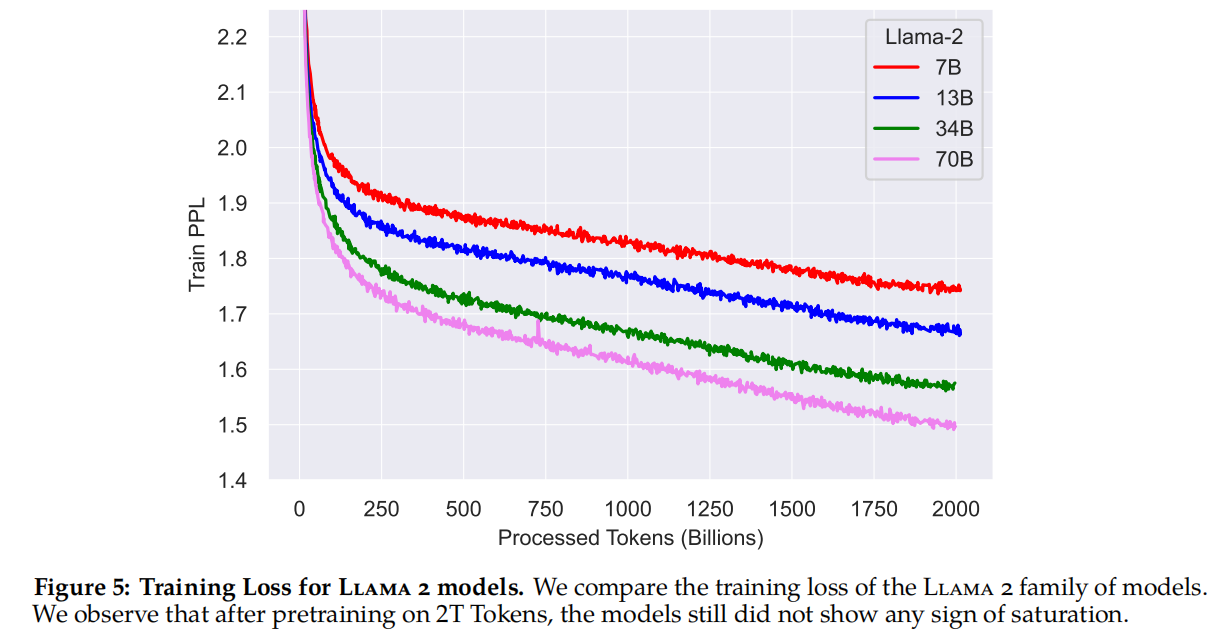 2.2
2.1
2.0
1.9
1.8
1.7
1.6
1.5
1.4
Train PPL
Llama-2
7B
13B
34B
70B
0 250 500 750 1000 1250 1500 1750 2000
Processed Tokens (Billions)
Figure 5: Training Loss for Llama 2 models. We compare the training loss of the Llama 2 family of models.
We observe that after pretraining on 2T Tokens, the models still did not show any sign of saturation.